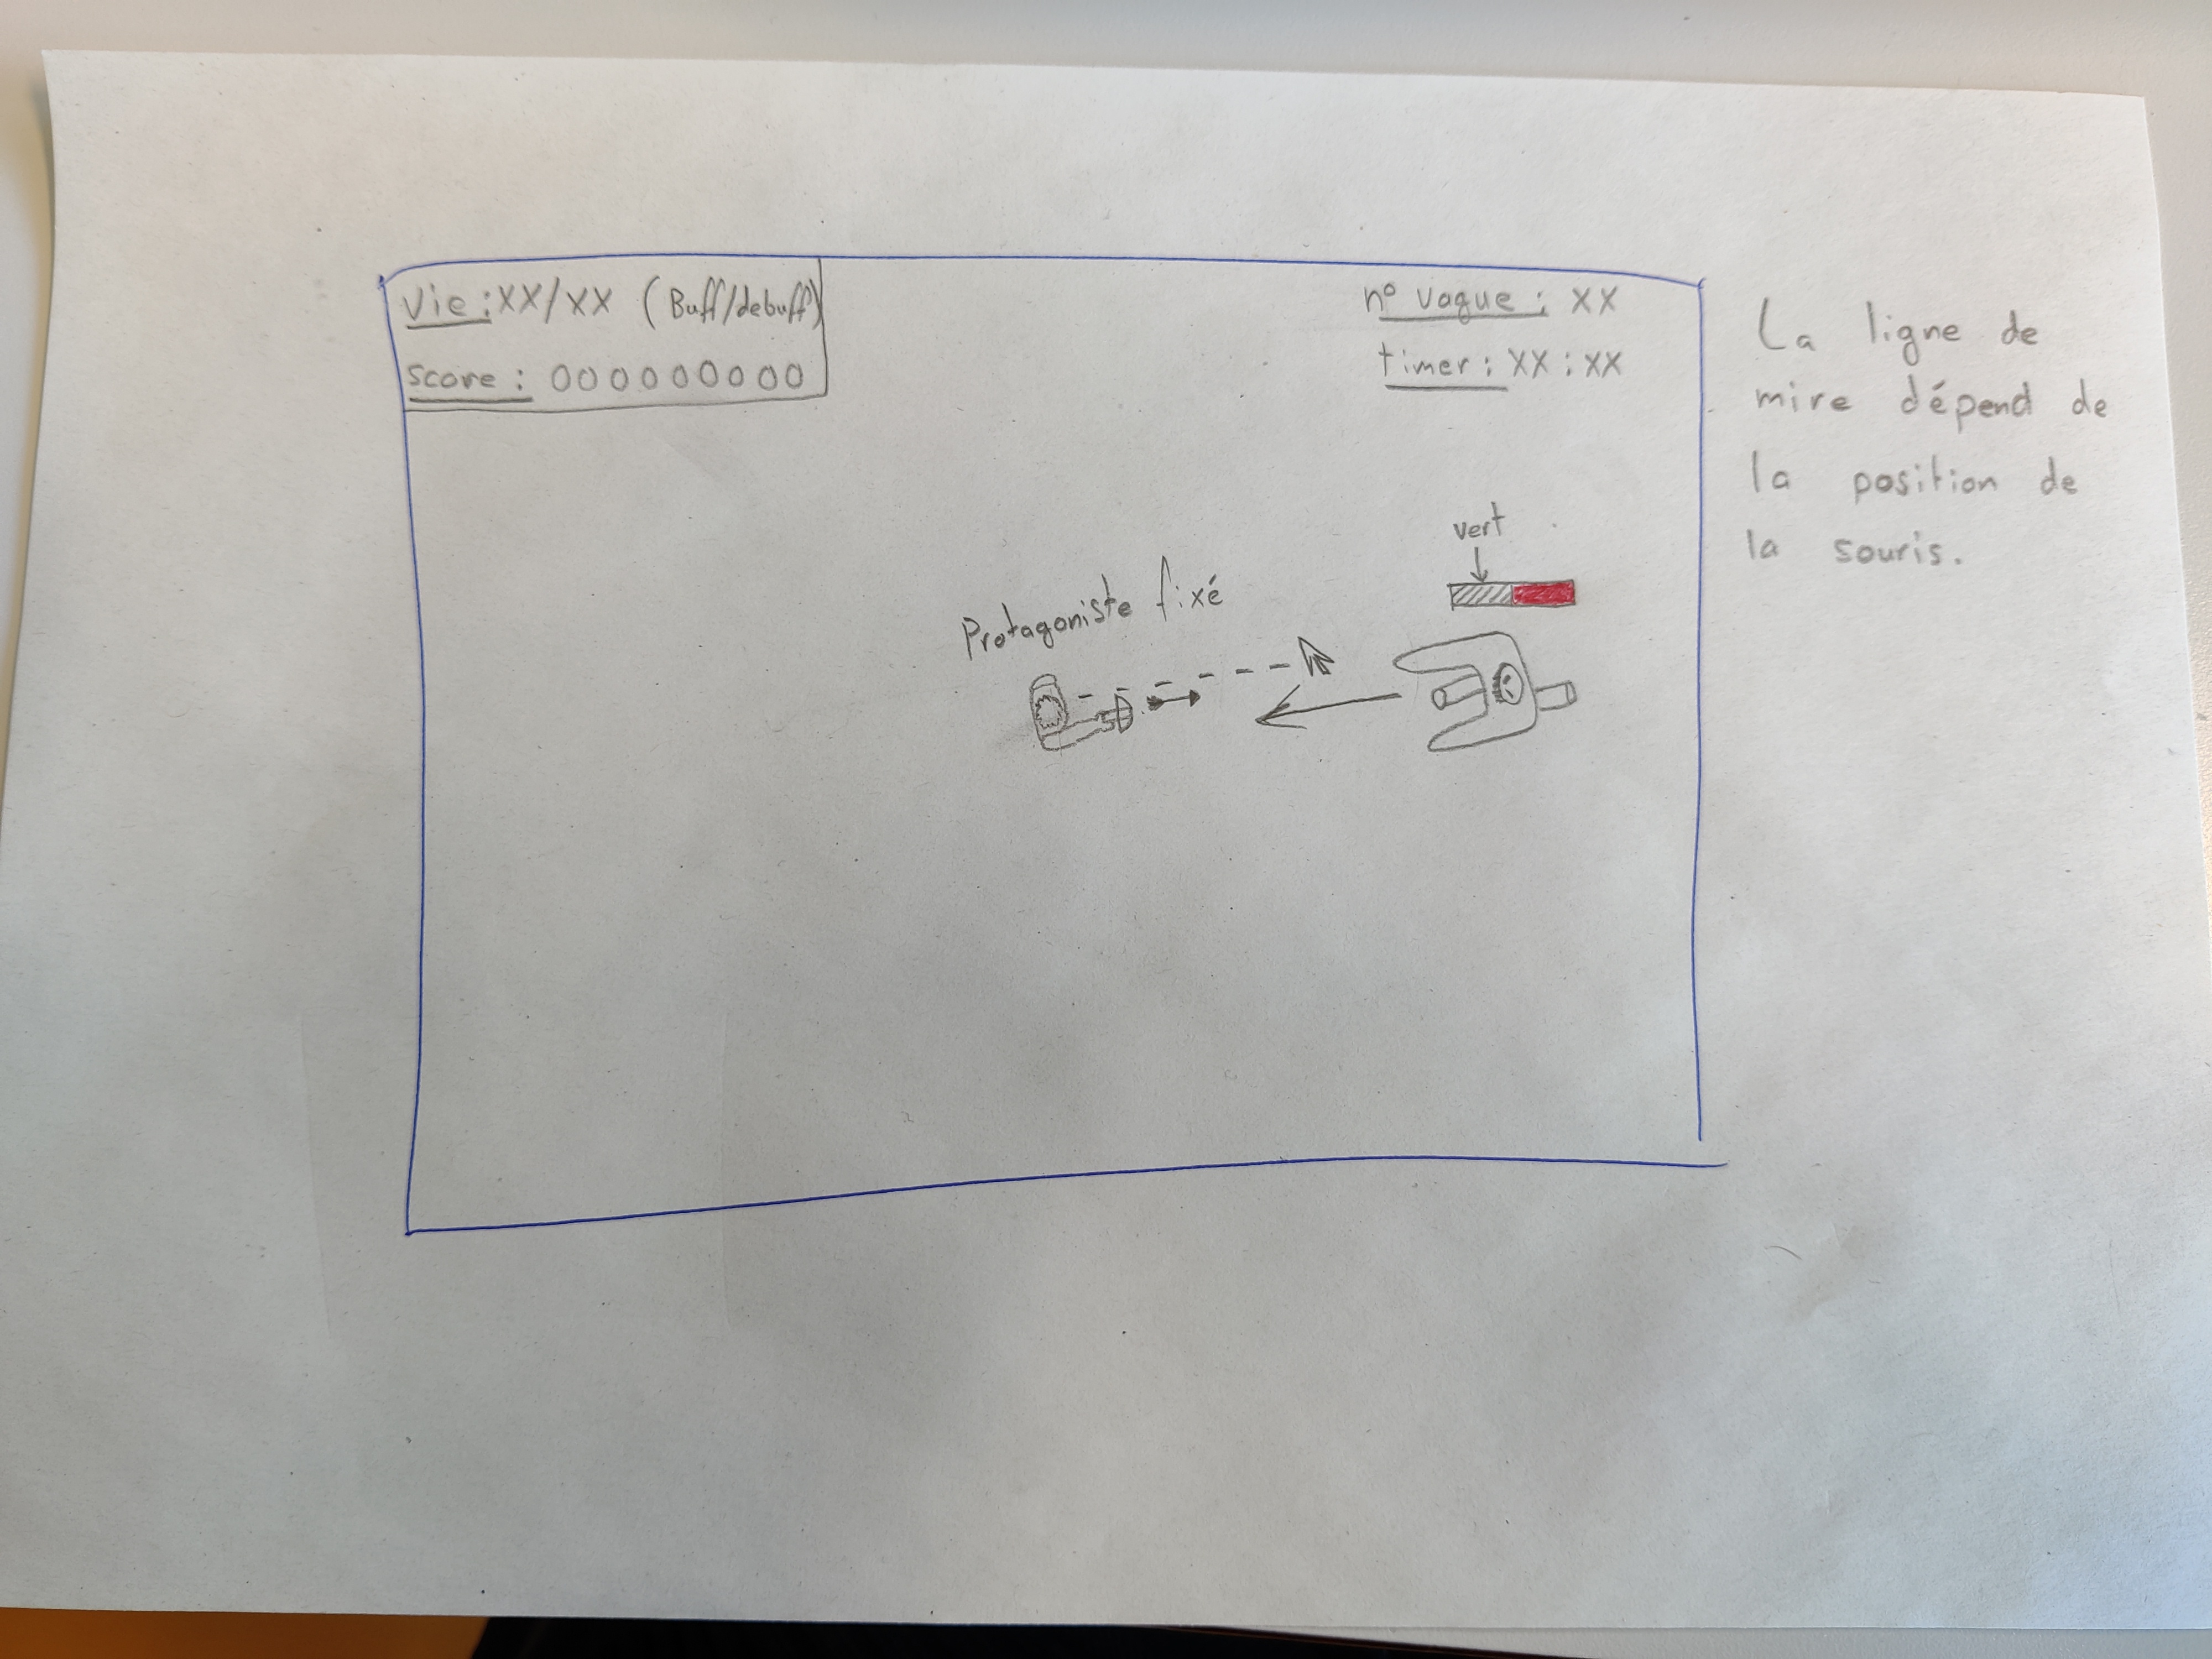 Vie : XX/XX (Buff/debuff)
score : 000000000
n° vague : XX
timer : XX : XX
La ligne de
mire dépend de
la position de
la souris.
vert
Protagoniste fixé